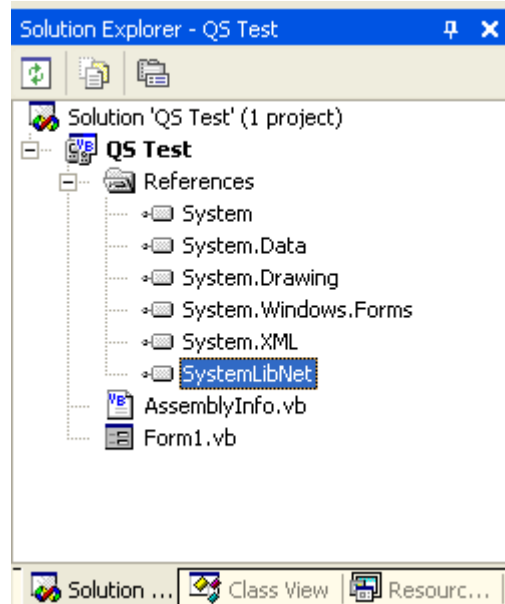 Solution Explorer - QS Test
Solution 'QS Test' (1 project)
QS Test
References
System
System.Data
System.Drawing
System.Windows.Forms
System.XML
SystemLibNet
AssemblyInfo.vb
Form1.vb
Solution ... Class View Resourc...